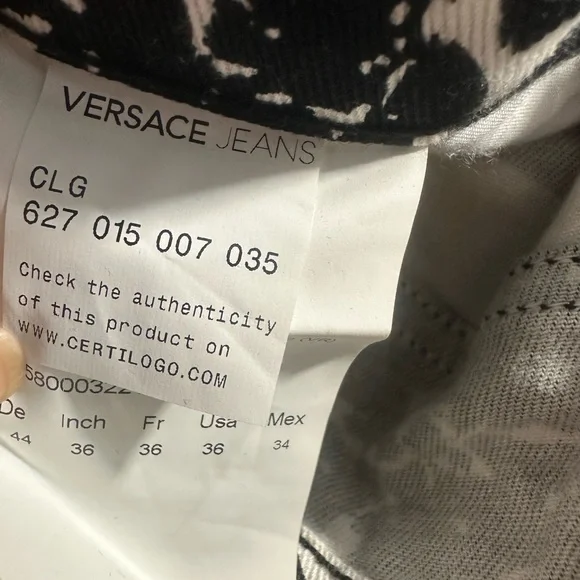 VERSACE JEANS
CLG
627 015 007 035
Check the authenticity
of this product on
WWW.CERTILOGO.COM
58000322
De Inch Fr Usa Mex
44 36 36 36 34